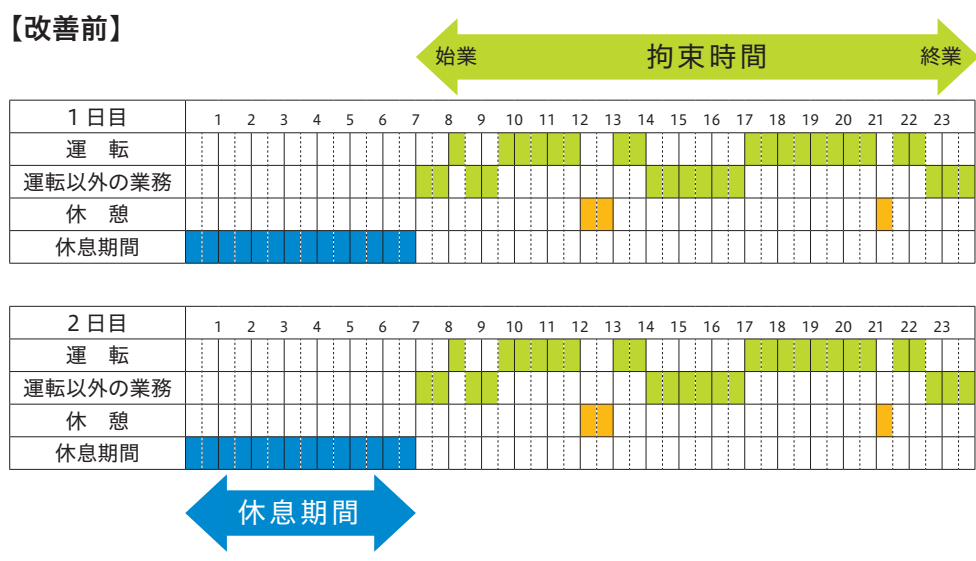 【改善前】
始業 拘束時間 終業
1日目 1 2 3 4 5 6 7 8 9 10 11 12 13 14 15 16 17 18 19 20 21 22 23
運 転
運転以外の業務
休 憩
休息期間
2日目 1 2 3 4 5 6 7 8 9 10 11 12 13 14 15 16 17 18 19 20 21 22 23
運 転
運転以外の業務
休 憩
休息期間
休息期間